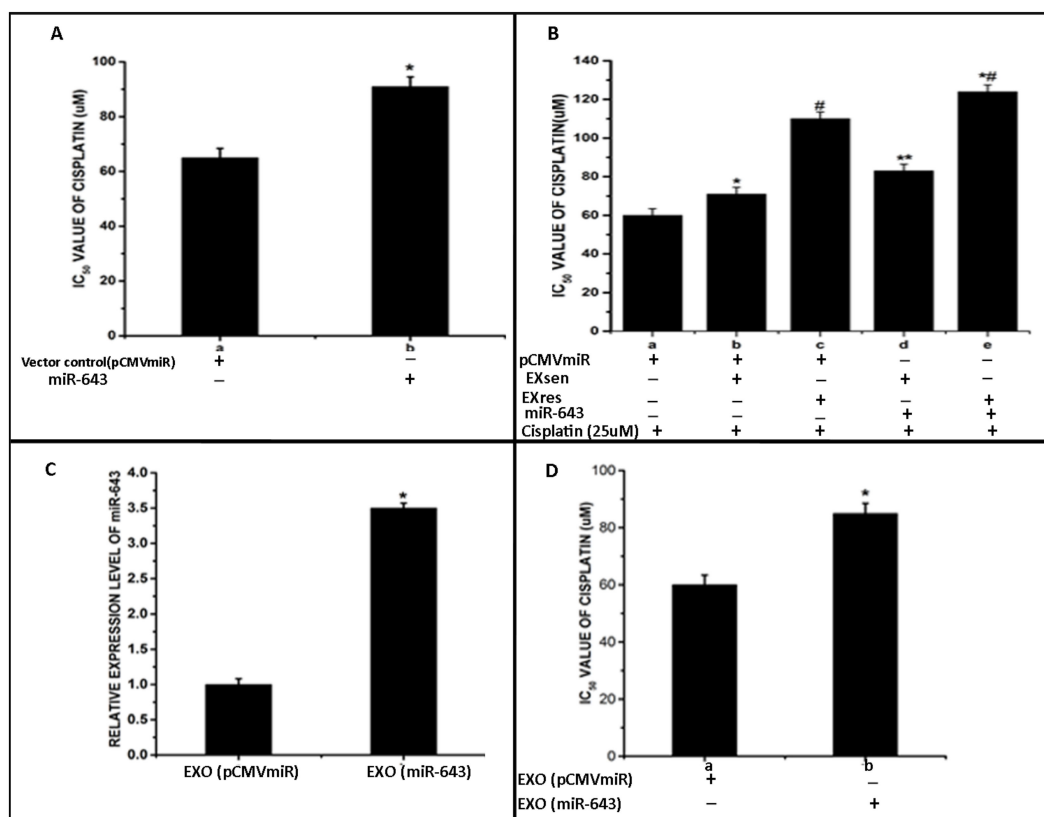 A
IC50 VALUE OF CISPLATIN (uM)
100
80
60
40
20
0
*
a b
Vector control(pCMVmiR) + –
miR-643 – +
B
IC50 VALUE OF CISPLATIN(uM)
140
120
100
80
60
40
20
0
* # ** *#
a b c d e
pCMVmiR + + + – –
EXsen – + – + –
EXres – – + – +
miR-643 – – – + +
Cisplatin (25uM) + + + + +
C
RELATIVE EXPRESSION LEVEL OF miR-643
4.0
3.5
3.0
2.5
2.0
1.5
1.0
0.5
0.0
*
EXO (pCMVmiR) EXO (miR-643)
D
IC50 VALUE OF CISPLATIN (uM)
100
80
60
40
20
0
*
a b
EXO (pCMVmiR) + –
EXO (miR-643) – +